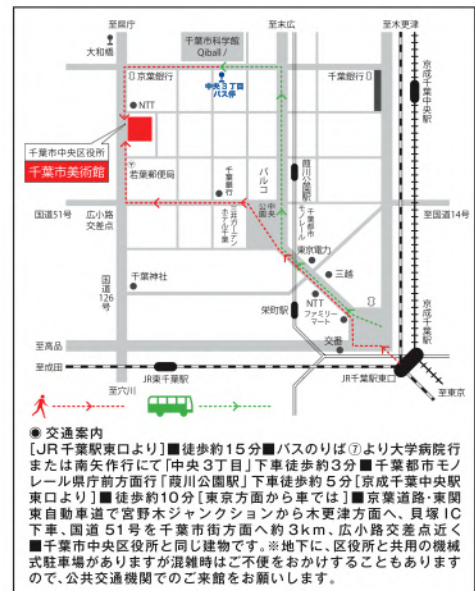 至県庁
至末広
至木更津
大和橋
千葉市科学館
Qiball /
京葉銀行
中央3丁目
バス停
千葉銀行
京成千葉中央駅
NTT
千葉市中央区役所
千葉市美術館
若葉郵便局
千葉銀行
パルコ
葭川公園駅
国道51号
広小路
交差点
三井ガーデン
ホテル千葉
中央公園
千葉都市
モノレール
至国道14号
東京電力
三越
千葉神社
国道126号
栄町駅
NTT
ファミリー
マート
交番
京成千葉駅
至高品
至成田
JR東千葉駅
JR千葉駅東口
至穴川
至東京
◉ 交通案内
[JR千葉駅東口より]■徒歩約15分■バスのりば⑦より大学病院行
または南矢作行にて「中央3丁目」下車徒歩約3分■千葉都市モノ
レール県庁前方面行「葭川公園駅」下車徒歩約5分[京成千葉中央駅
東口より]■徒歩約10分[東京方面から車では]■京葉道路・東関
東自動車道で宮野木ジャンクションから木更津方面へ、貝塚IC
下車、国道51号を千葉市街方面へ約3km、広小路交差点近く
■千葉市中央区役所と同じ建物です。※地下に、区役所と共用の機械
式駐車場がありますが混雑時はご不便をおかけすることもあります
ので、公共交通機関でのご来館をお願いします。